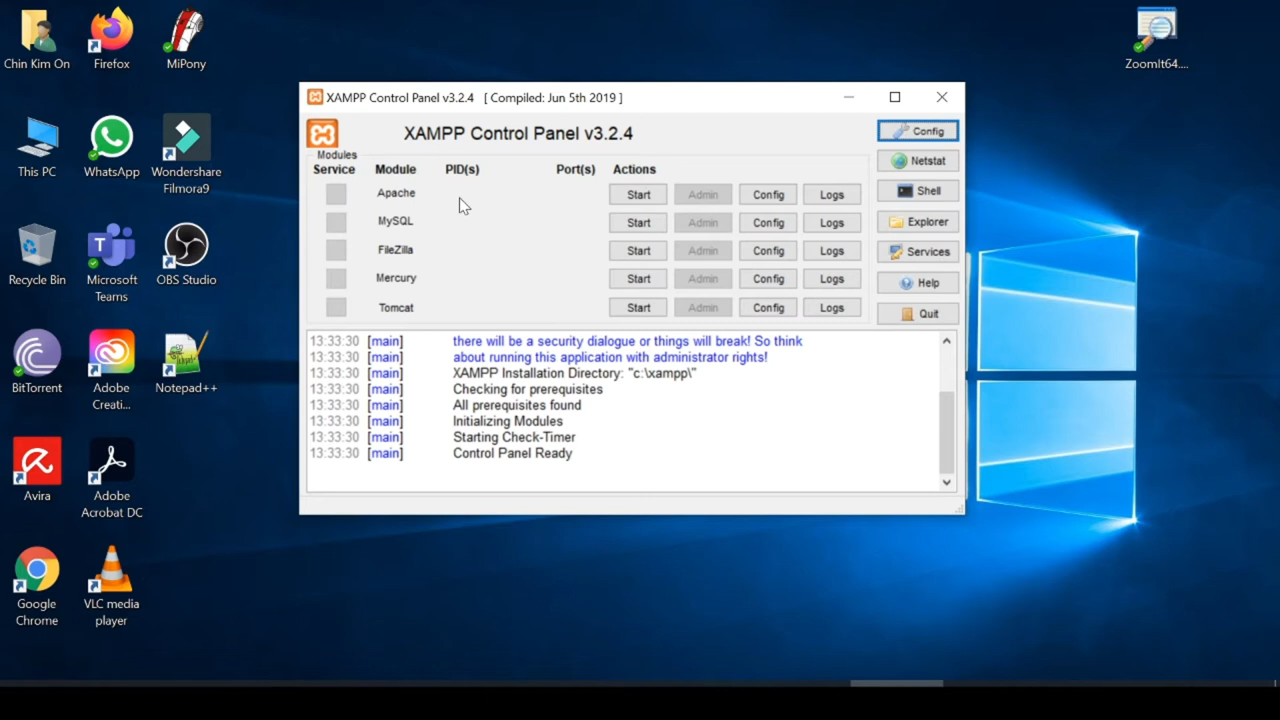 Chin Kim On
Firefox
MiPony
ZoomIt64....
This PC
WhatsApp
Wondershare
Filmora9
Recycle Bin
Microsoft
Teams
OBS Studio
BitTorrent
Adobe
Creati...
Notepad++
Avira
Adobe
Acrobat DC
Google
Chrome
VLC media
player
XAMPP Control Panel v3.2.4 [ Compiled: Jun 5th 2019 ]
XAMPP Control Panel v3.2.4
Config
Modules
Service Module PID(s) Port(s) Actions
Netstat
Apache Start Admin Config Logs
Shell
MySQL Start Admin Config Logs
Explorer
FileZilla Start Admin Config Logs
Services
Mercury Start Admin Config Logs
Help
Tomcat Start Admin Config Logs
Quit
13:33:30 [main] there will be a security dialogue or things will break! So think
13:33:30 [main] about running this application with administrator rights!
13:33:30 [main] XAMPP Installation Directory: "c:\xampp\"
13:33:30 [main] Checking for prerequisites
13:33:30 [main] All prerequisites found
13:33:30 [main] Initializing Modules
13:33:30 [main] Starting Check-Timer
13:33:30 [main] Control Panel Ready